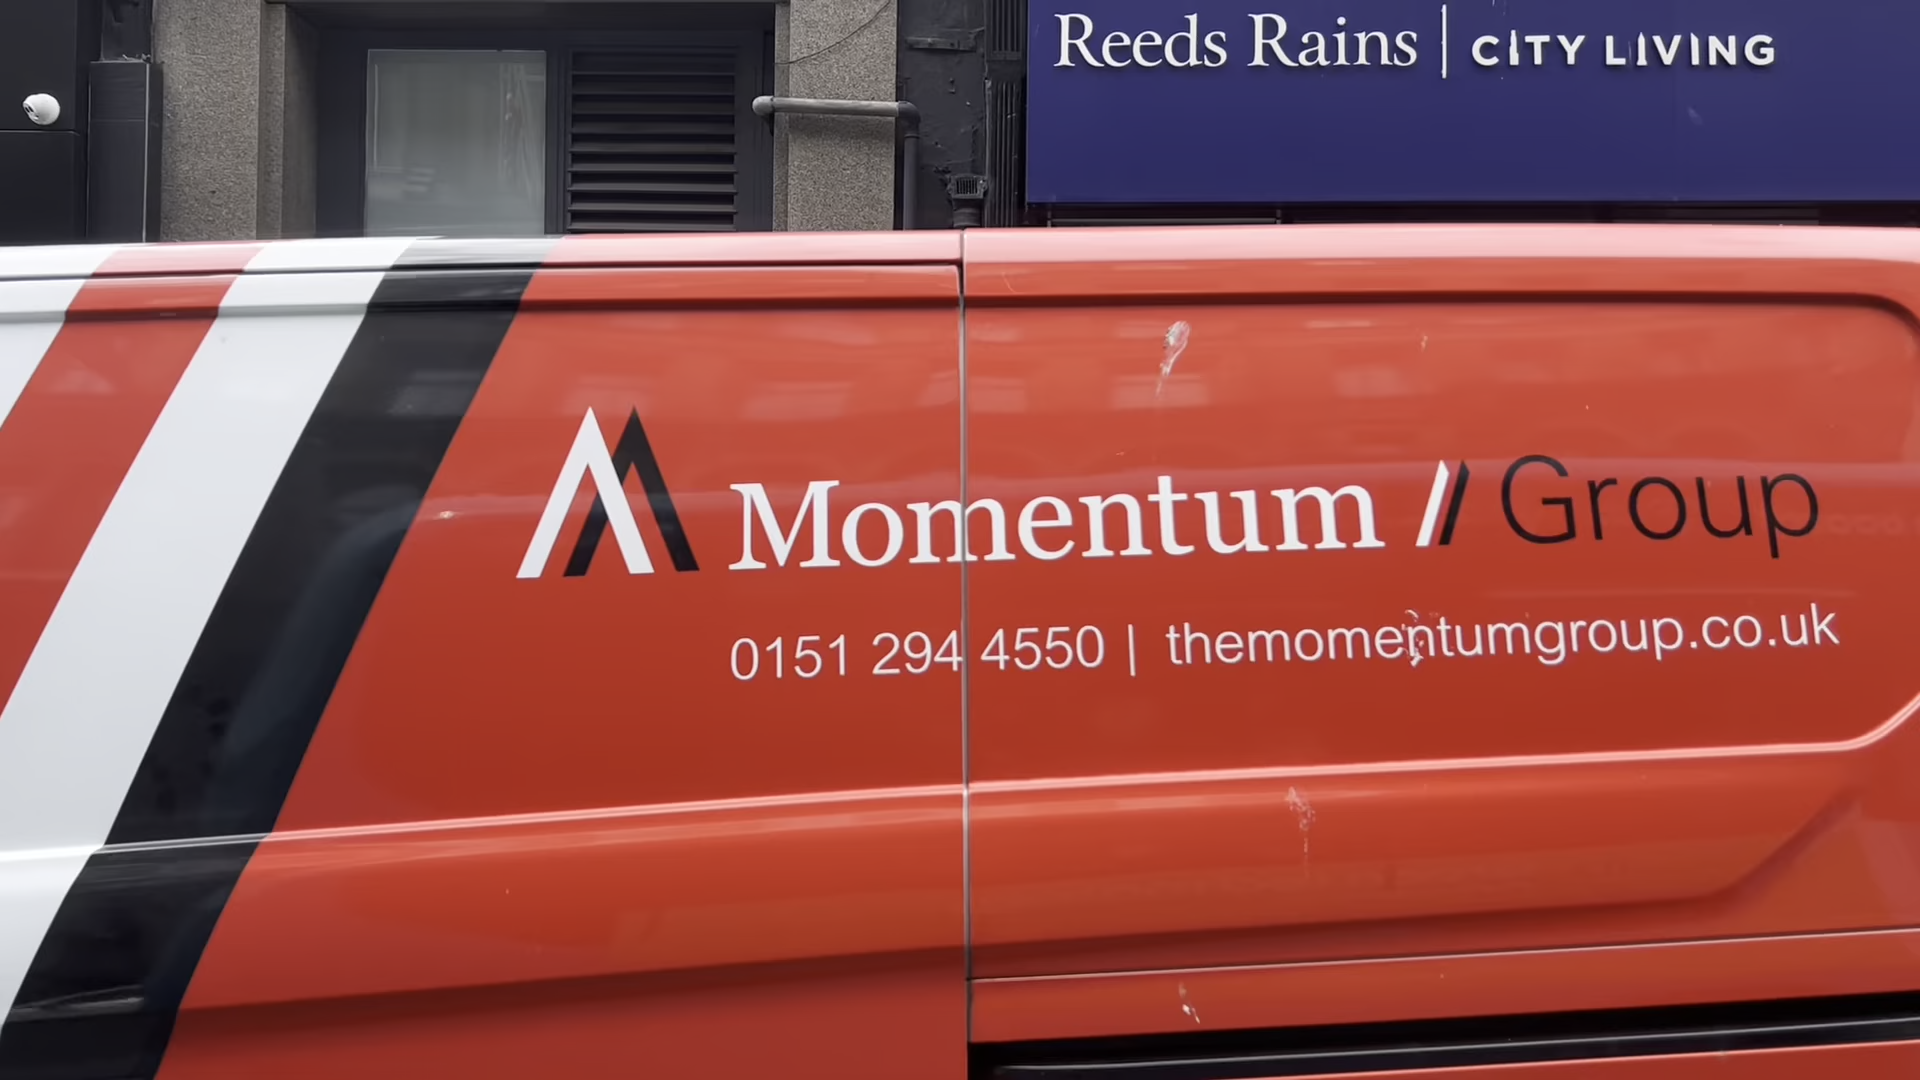 Reeds Rains | CITY LIVING
Momentum // Group
0151 294 4550 | themomentumgroup.co.uk